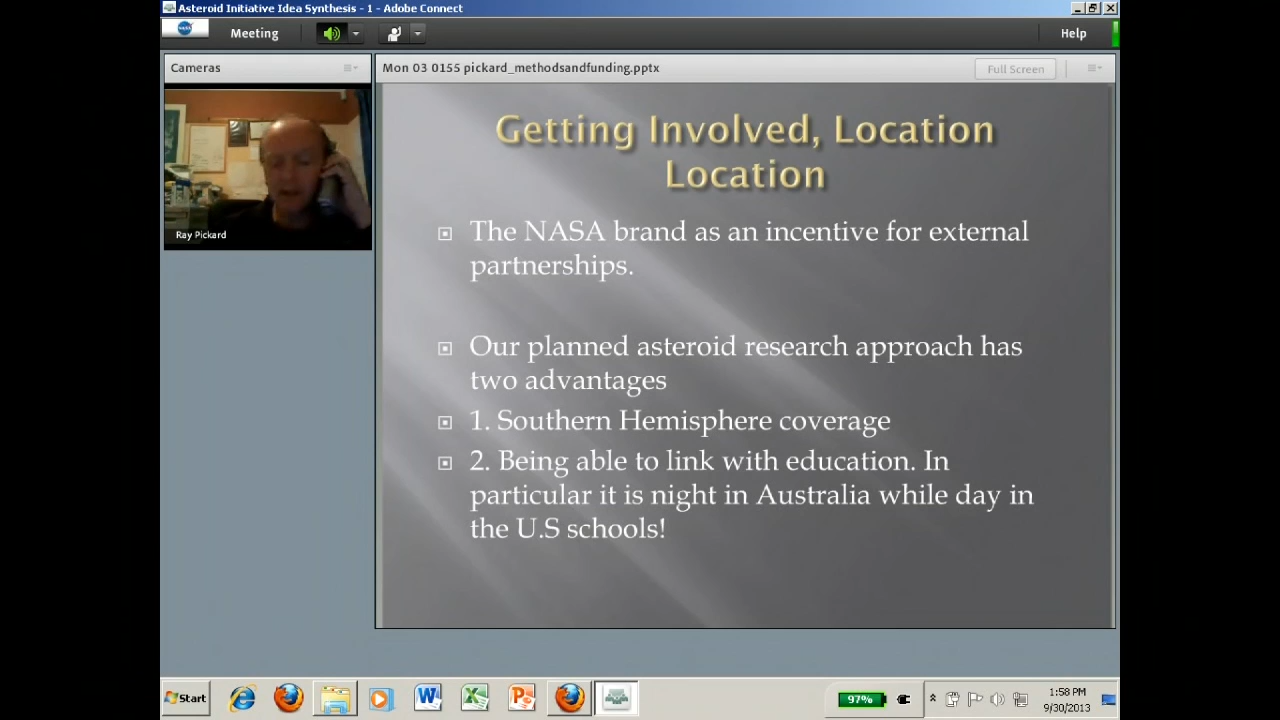 Asteroid Initiative Idea Synthesis - 1 - Adobe Connect
Meeting
Help
Cameras
Mon 03 0155 pickard_methodsandfunding.pptx
Full Screen
Ray Pickard
Getting Involved, Location
Location
The NASA brand as an incentive for external
partnerships.
Our planned asteroid research approach has
two advantages
1. Southern Hemisphere coverage
2. Being able to link with education. In
particular it is night in Australia while day in
the U.S schools!
Start
97%
1:58 PM
9/30/2013